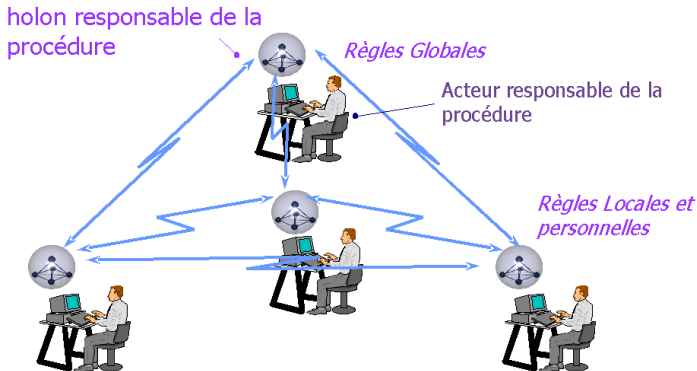 holon responsable de la
procédure
Règles Globales
Acteur responsable de la
procédure
Règles Locales et
personnelles